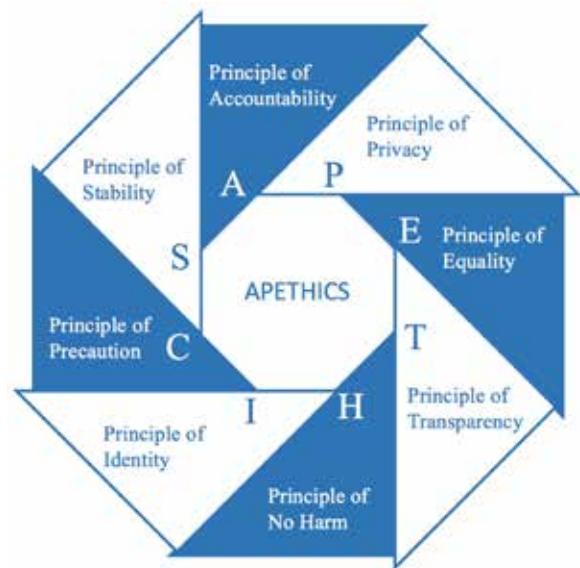 Principle of
Accountability
A
Principle of
Privacy
P
E
Principle of
Equality
T
Principle of
Transparency
H
Principle of
No Harm
I
Principle of
Identity
C
Principle of
Precaution
S
Principle of
Stability
APETHICS